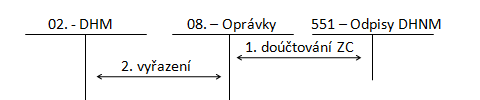 02. - DHM 08. – Oprávky 551 – Odpisy DHNM
1. doúčtování ZC
2. vyřazení